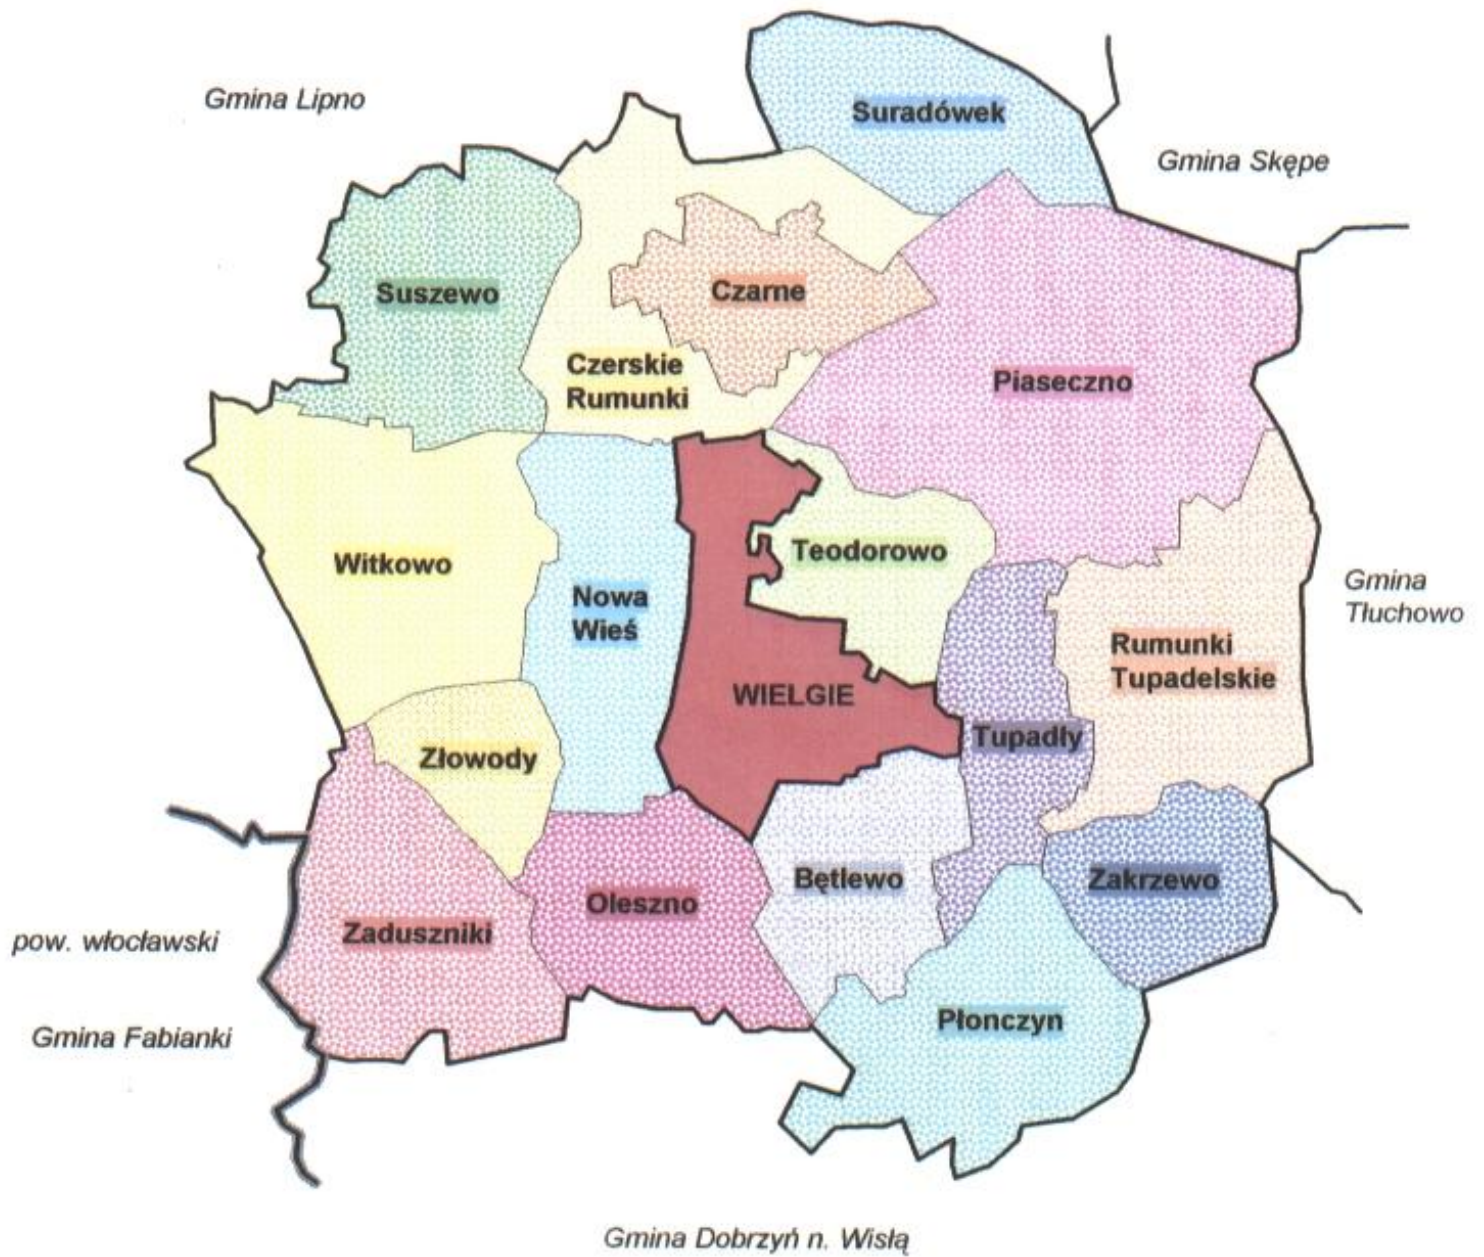 Gmina Lipno
Suradówek
Gmina Skępe
Suszewo
Czarne
Czerskie
Rumunki
Piaseczno
Witkowo
Nowa
Wieś
Teodorowo
Gmina
Tłuchowo
Rumunki
Tupadelskie
WIELGIE
Tupadły
Złowody
Bętlewo
Zakrzewo
Oleszno
Zaduszniki
pow. włocławski
Płonczyn
Gmina Fabianki
Gmina Dobrzyń n. Wisłą